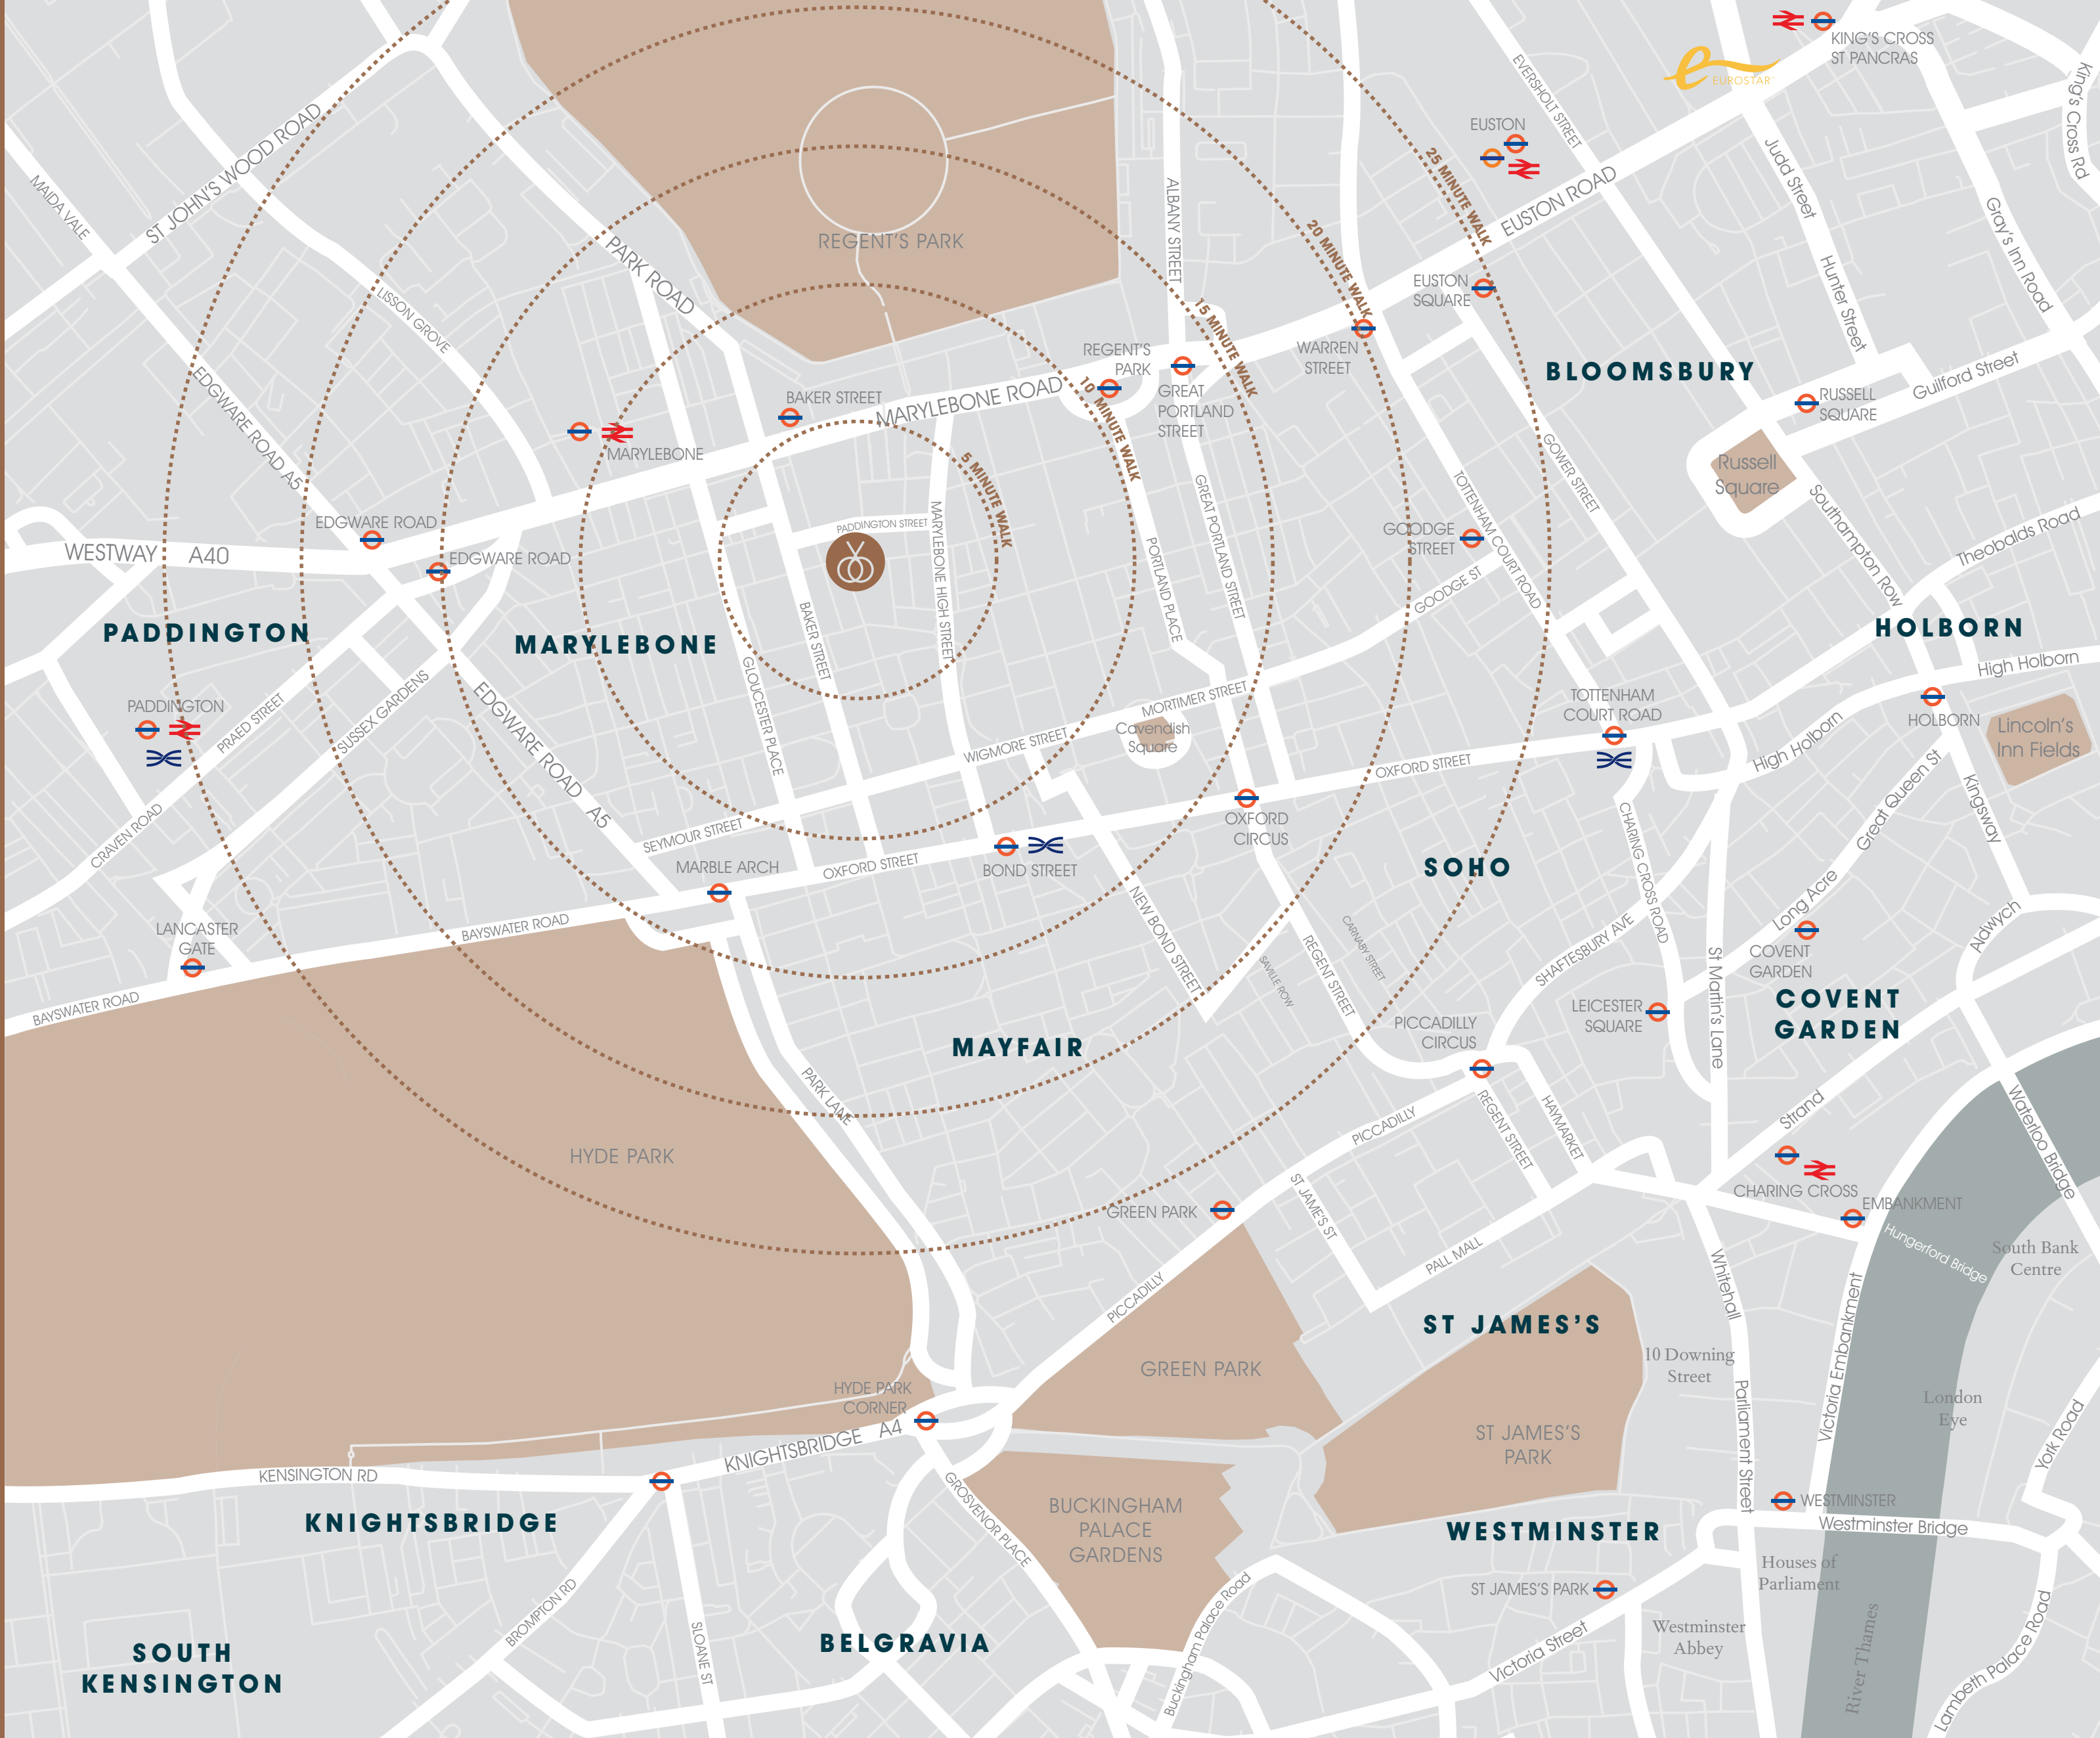 KING'S CROSS
ST PANCRAS
EUROSTAR
King's Cross Rd
EVERSHOLT STREET
EUSTON
ST JOHN'S WOOD ROAD
MAIDA VALE
Judd Street
25 MINUTE WALK
EUSTON ROAD
ALBANY STREET
REGENT'S PARK
PARK ROAD
20 MINUTE WALK
Gray's Inn Road
Hunter Street
LISSON GROVE
EUSTON
SQUARE
15 MINUTE WALK
WARREN
STREET
REGENT'S
PARK
GREAT
PORTLAND
STREET
10 MINUTE WALK
BLOOMSBURY
Guilford Street
RUSSELL
SQUARE
BAKER STREET
MARYLEBONE ROAD
EDGWARE ROAD A5
MARYLEBONE
Russell
Square
GOWER STREET
5 MINUTE WALK
EDGWARE ROAD
PADDINGTON STREET
MARYLEBONE HIGH STREET
GREAT PORTLAND STREET
TOTTENHAM COURT ROAD
GOODGE
STREET
Southampton Row
Theobalds Road
WESTWAY A40
EDGWARE ROAD
PORTLAND PLACE
GOODGE ST
PADDINGTON
MARYLEBONE
BAKER STREET
HOLBORN
High Holborn
GLOUCESTER PLACE
MORTIMER STREET
TOTTENHAM
COURT ROAD
HOLBORN
Lincoln's
Inn Fields
PADDINGTON
PRAED STREET
SUSSEX GARDENS
EDGWARE ROAD A5
WIGMORE STREET
Cavendish
Square
OXFORD STREET
High Holborn
Great Queen St
Kingsway
CRAVEN ROAD
SEYMOUR STREET
OXFORD
CIRCUS
CHARING CROSS ROAD
MARBLE ARCH
OXFORD STREET
BOND STREET
SOHO
Long Acre
LANCASTER
GATE
BAYSWATER ROAD
NEW BOND STREET
REGENT STREET
CARNABY STREET
SAVILLE ROW
SHAFTESBURY AVE
COVENT
GARDEN
Aldwych
BAYSWATER ROAD
St Martin's Lane
LEICESTER
SQUARE
COVENT
GARDEN
PICCADILLY
CIRCUS
MAYFAIR
PARK LANE
HYDE PARK
PICCADILLY
REGENT STREET
HAYMARKET
Strand
Waterloo Bridge
CHARING CROSS
EMBANKMENT
GREEN PARK
ST JAMES'S ST
PALL MALL
Hungerford Bridge
South Bank
Centre
PICCADILLY
Whitehall
ST JAMES'S
Victoria Embankment
10 Downing
Street
GREEN PARK
HYDE PARK
CORNER
London
Eye
ST JAMES'S
PARK
Parliament Street
York Road
KNIGHTSBRIDGE A4
KENSINGTON RD
GROSVENOR PLACE
BUCKINGHAM
PALACE
GARDENS
WESTMINSTER
Westminster Bridge
KNIGHTSBRIDGE
WESTMINSTER
Houses of
Parliament
ST JAMES'S PARK
BROMPTON RD
SLOANE ST
BELGRAVIA
Buckingham Palace Road
Victoria Street
Westminster
Abbey
River Thames
Lambeth Palace Road
SOUTH
KENSINGTON